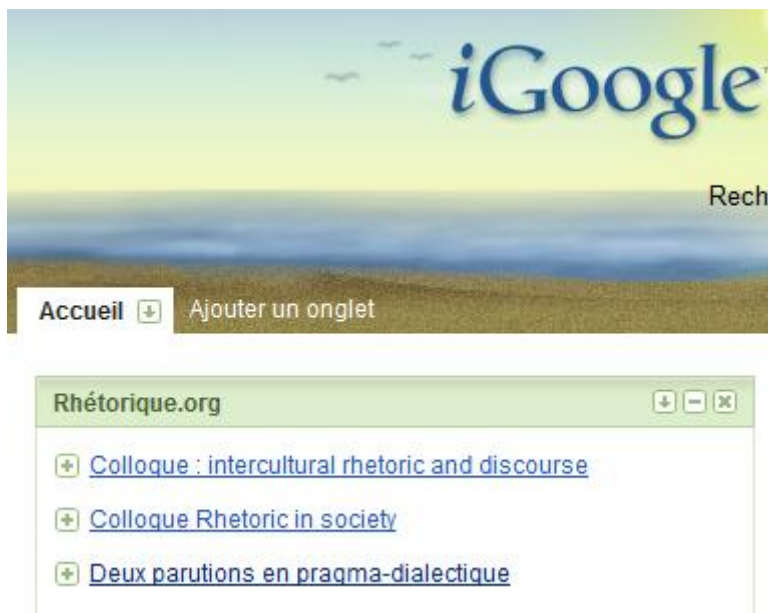 iGoogle
Rech
Accueil Ajouter un onglet
Rhétorique.org
Colloque : intercultural rhetoric and discourse
Colloque Rhetoric in society
Deux parutions en pragma-dialectique